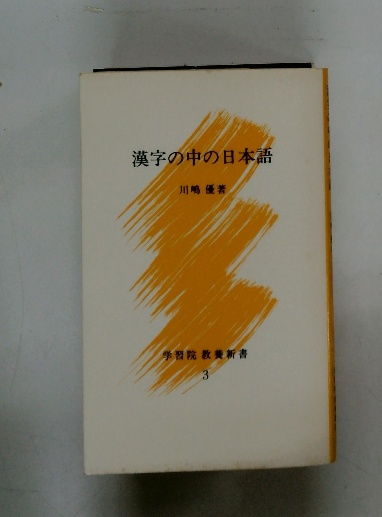 漢字の中の日本語
川嶋 優著
学習院 教養新書
3